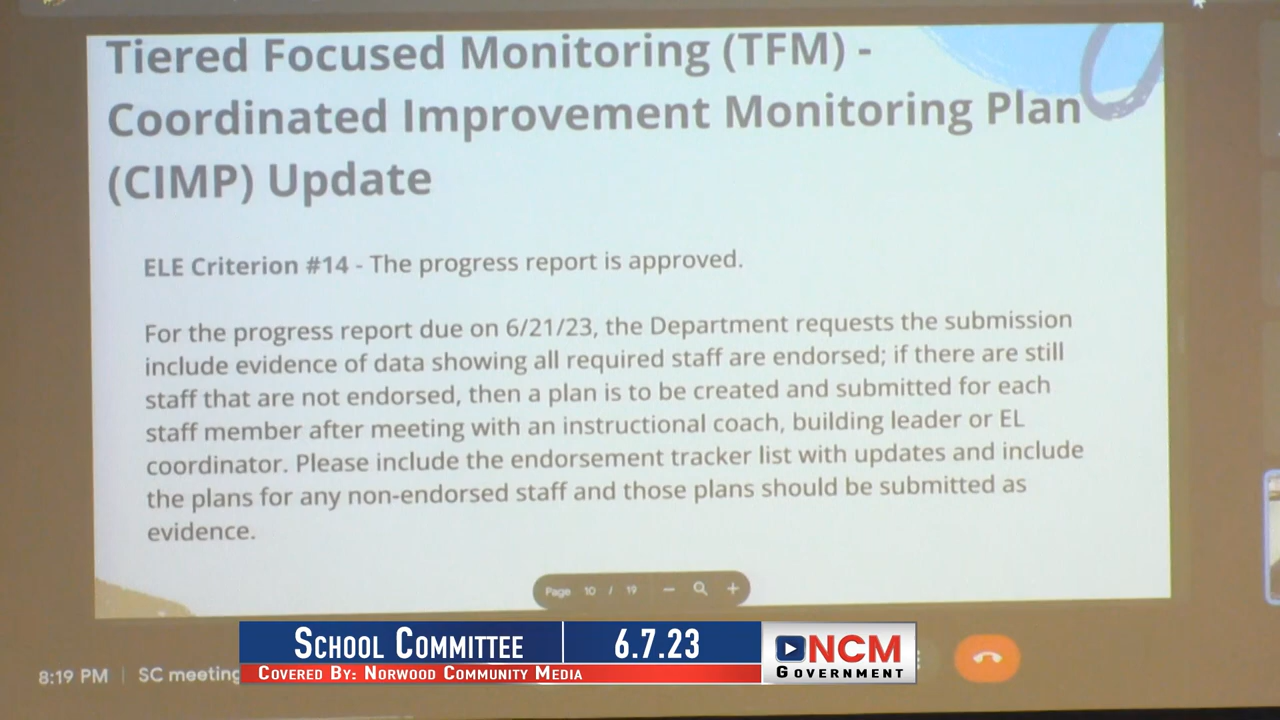 Tiered Focused Monitoring (TFM) -
Coordinated Improvement Monitoring Plan
(CIMP) Update
ELE Criterion #14 - The progress report is approved.
For the progress report due on 6/21/23, the Department requests the submission
include evidence of data showing all required staff are endorsed; if there are still
staff that are not endorsed, then a plan is to be created and submitted for each
staff member after meeting with an instructional coach, building leader or EL
coordinator. Please include the endorsement tracker list with updates and include
the plans for any non-endorsed staff and those plans should be submitted as
evidence.
Page 10 / 19
School Committee 6.7.23
Covered By: Norwood Community Media
NCM
Government
8:19 PM | SC meeting